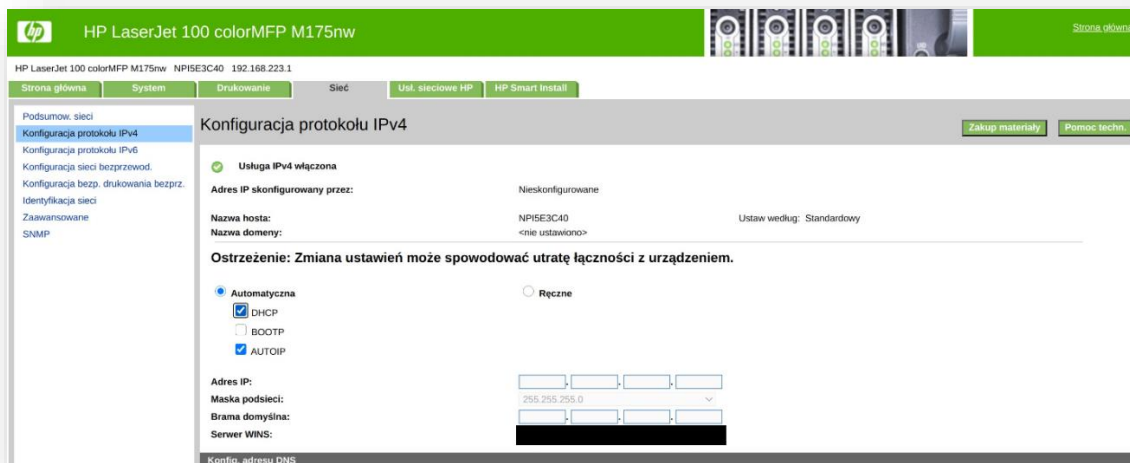 hp HP LaserJet 100 colorMFP M175nw Strona główna
HP LaserJet 100 colorMFP M175nw NPI5E3C40 192.168.223.1
Strona główna System Drukowanie Sieć Usł. sieciowe HP HP Smart Install
Podsumow. sieci
Konfiguracja protokołu IPv4
Konfiguracja protokołu IPv6
Konfiguracja sieci bezprzewod.
Konfiguracja bezp. drukowania bezprz.
Identyfikacja sieci
Zaawansowane
SNMP
Konfiguracja protokołu IPv4 Zakup materiały Pomoc techn.
Usługa IPv4 włączona
Adres IP skonfigurowany przez: Nieskonfigurowane
Nazwa hosta: NPI5E3C40 Ustaw według: Standardowy
Nazwa domeny: <nie ustawiono>
Ostrzeżenie: Zmiana ustawień może spowodować utratę łączności z urządzeniem.
Automatyczna Ręczne
DHCP
BOOTP
AUTOIP
Adres IP: . . .
Maska podsieci: 255.255.255.0
Brama domyślna: . . .
Serwer WINS:
Konfig. adresu DNS